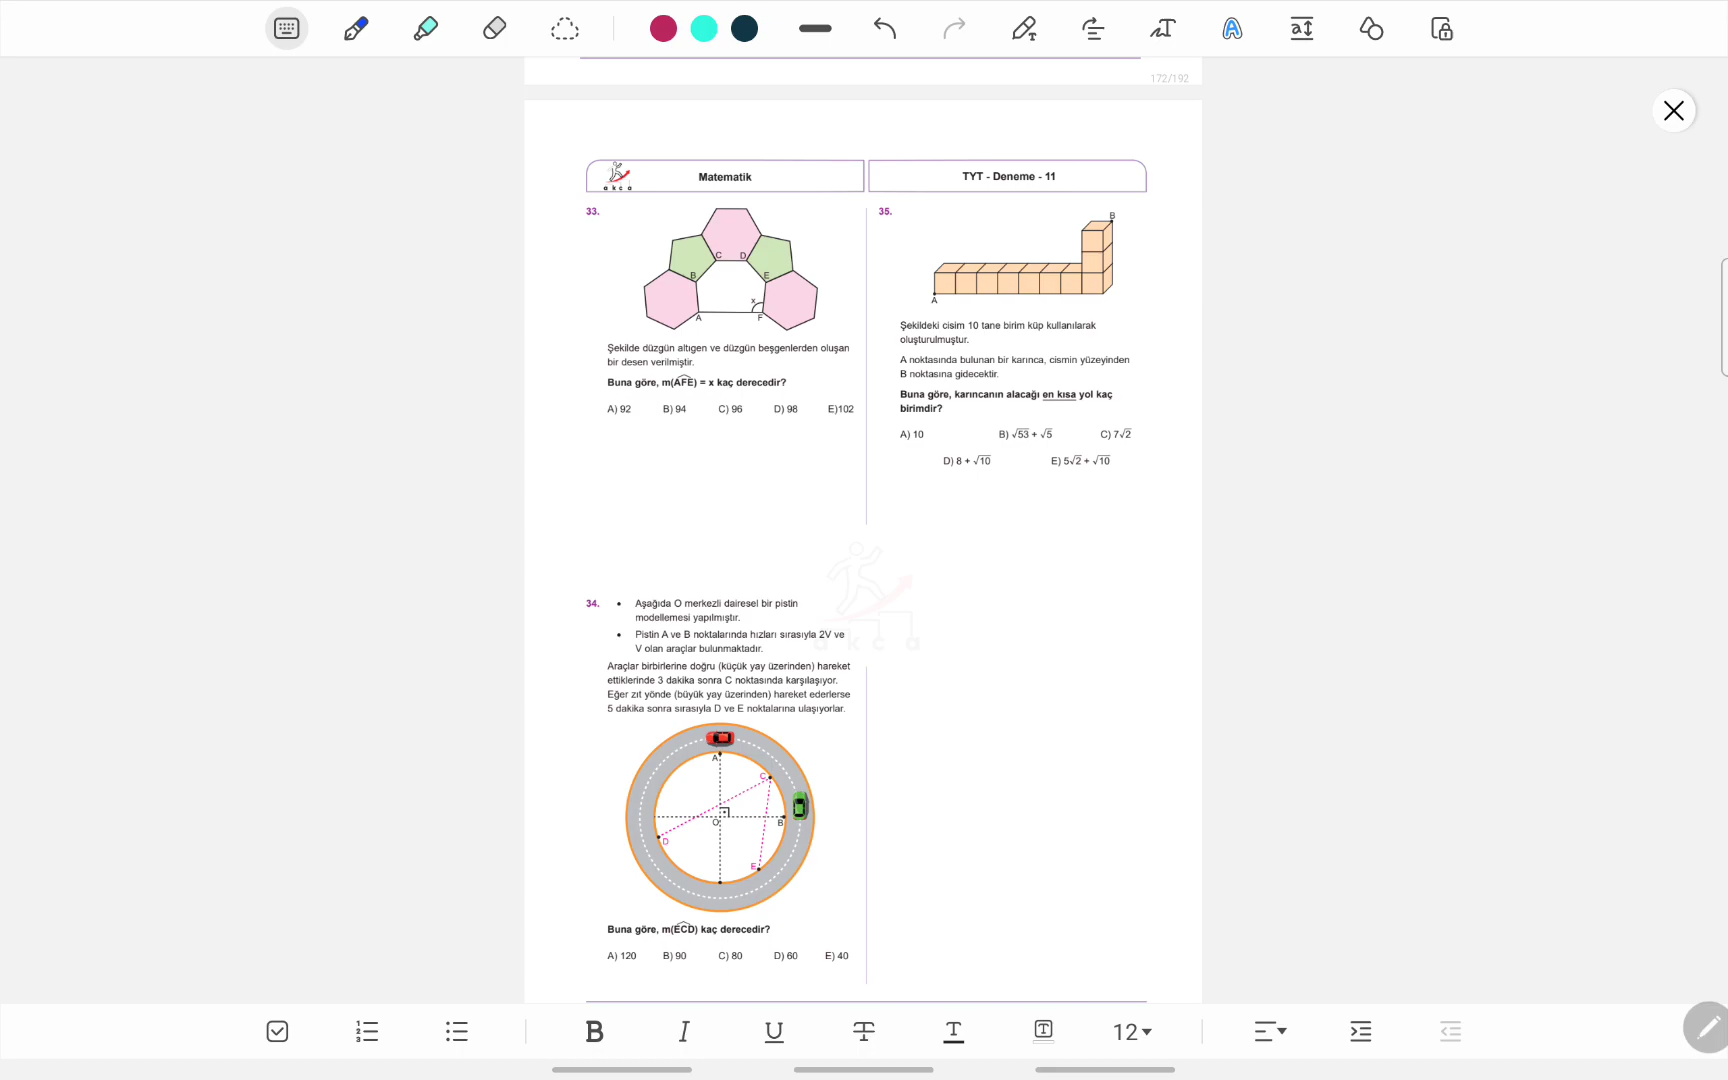 172/192
akca
Matematik
TYT - Deneme - 11
33.
C
D
B
E
x
A
F
Şekilde düzgün altıgen ve düzgün beşgenlerden oluşan
bir desen verilmiştir.
Buna göre, m(AFE) = x kaç derecedir?
A) 92 B) 94 C) 96 D) 98 E)102
34.
• Aşağıda O merkezli dairesel bir pistin
modellemesi yapılmıştır.
• Pistin A ve B noktalarında hızları sırasıyla 2V ve
V olan araçlar bulunmaktadır.
Araçlar birbirlerine doğru (küçük yay üzerinden) hareket
ettiklerinde 3 dakika sonra C noktasında karşılaşıyor.
Eğer zıt yönde (büyük yay üzerinden) hareket ederlerse
5 dakika sonra sırasıyla D ve E noktalarına ulaşıyorlar.
A
C
O
B
D
E
Buna göre, m(ECD) kaç derecedir?
A) 120 B) 90 C) 80 D) 60 E) 40
35.
B
A
Şekildeki cisim 10 tane birim küp kullanılarak
oluşturulmuştur.
A noktasında bulunan bir karınca, cismin yüzeyinden
B noktasına gidecektir.
Buna göre, karıncanın alacağı en kısa yol kaç
birimdir?
A) 10 B) √53 + √5 C) 7√2
D) 8 + √10 E) 5√2 + √10
akca
12